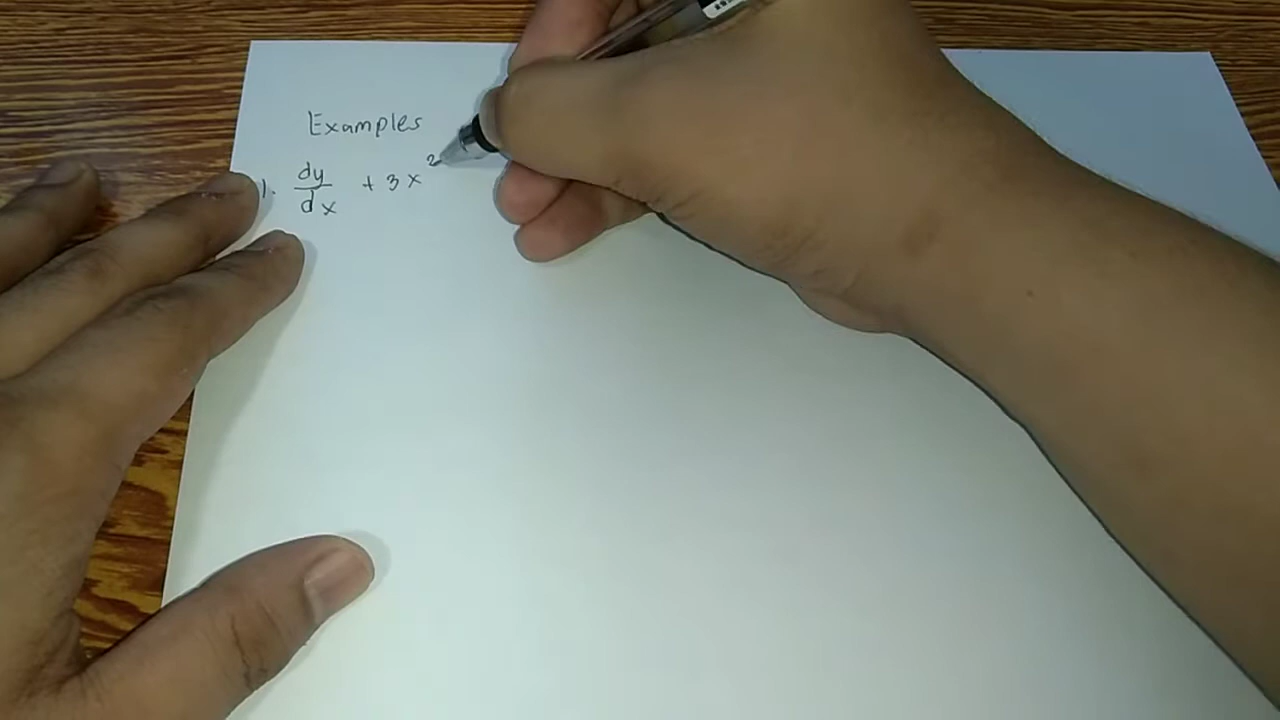 Examples
1. dy/dx + 3x²